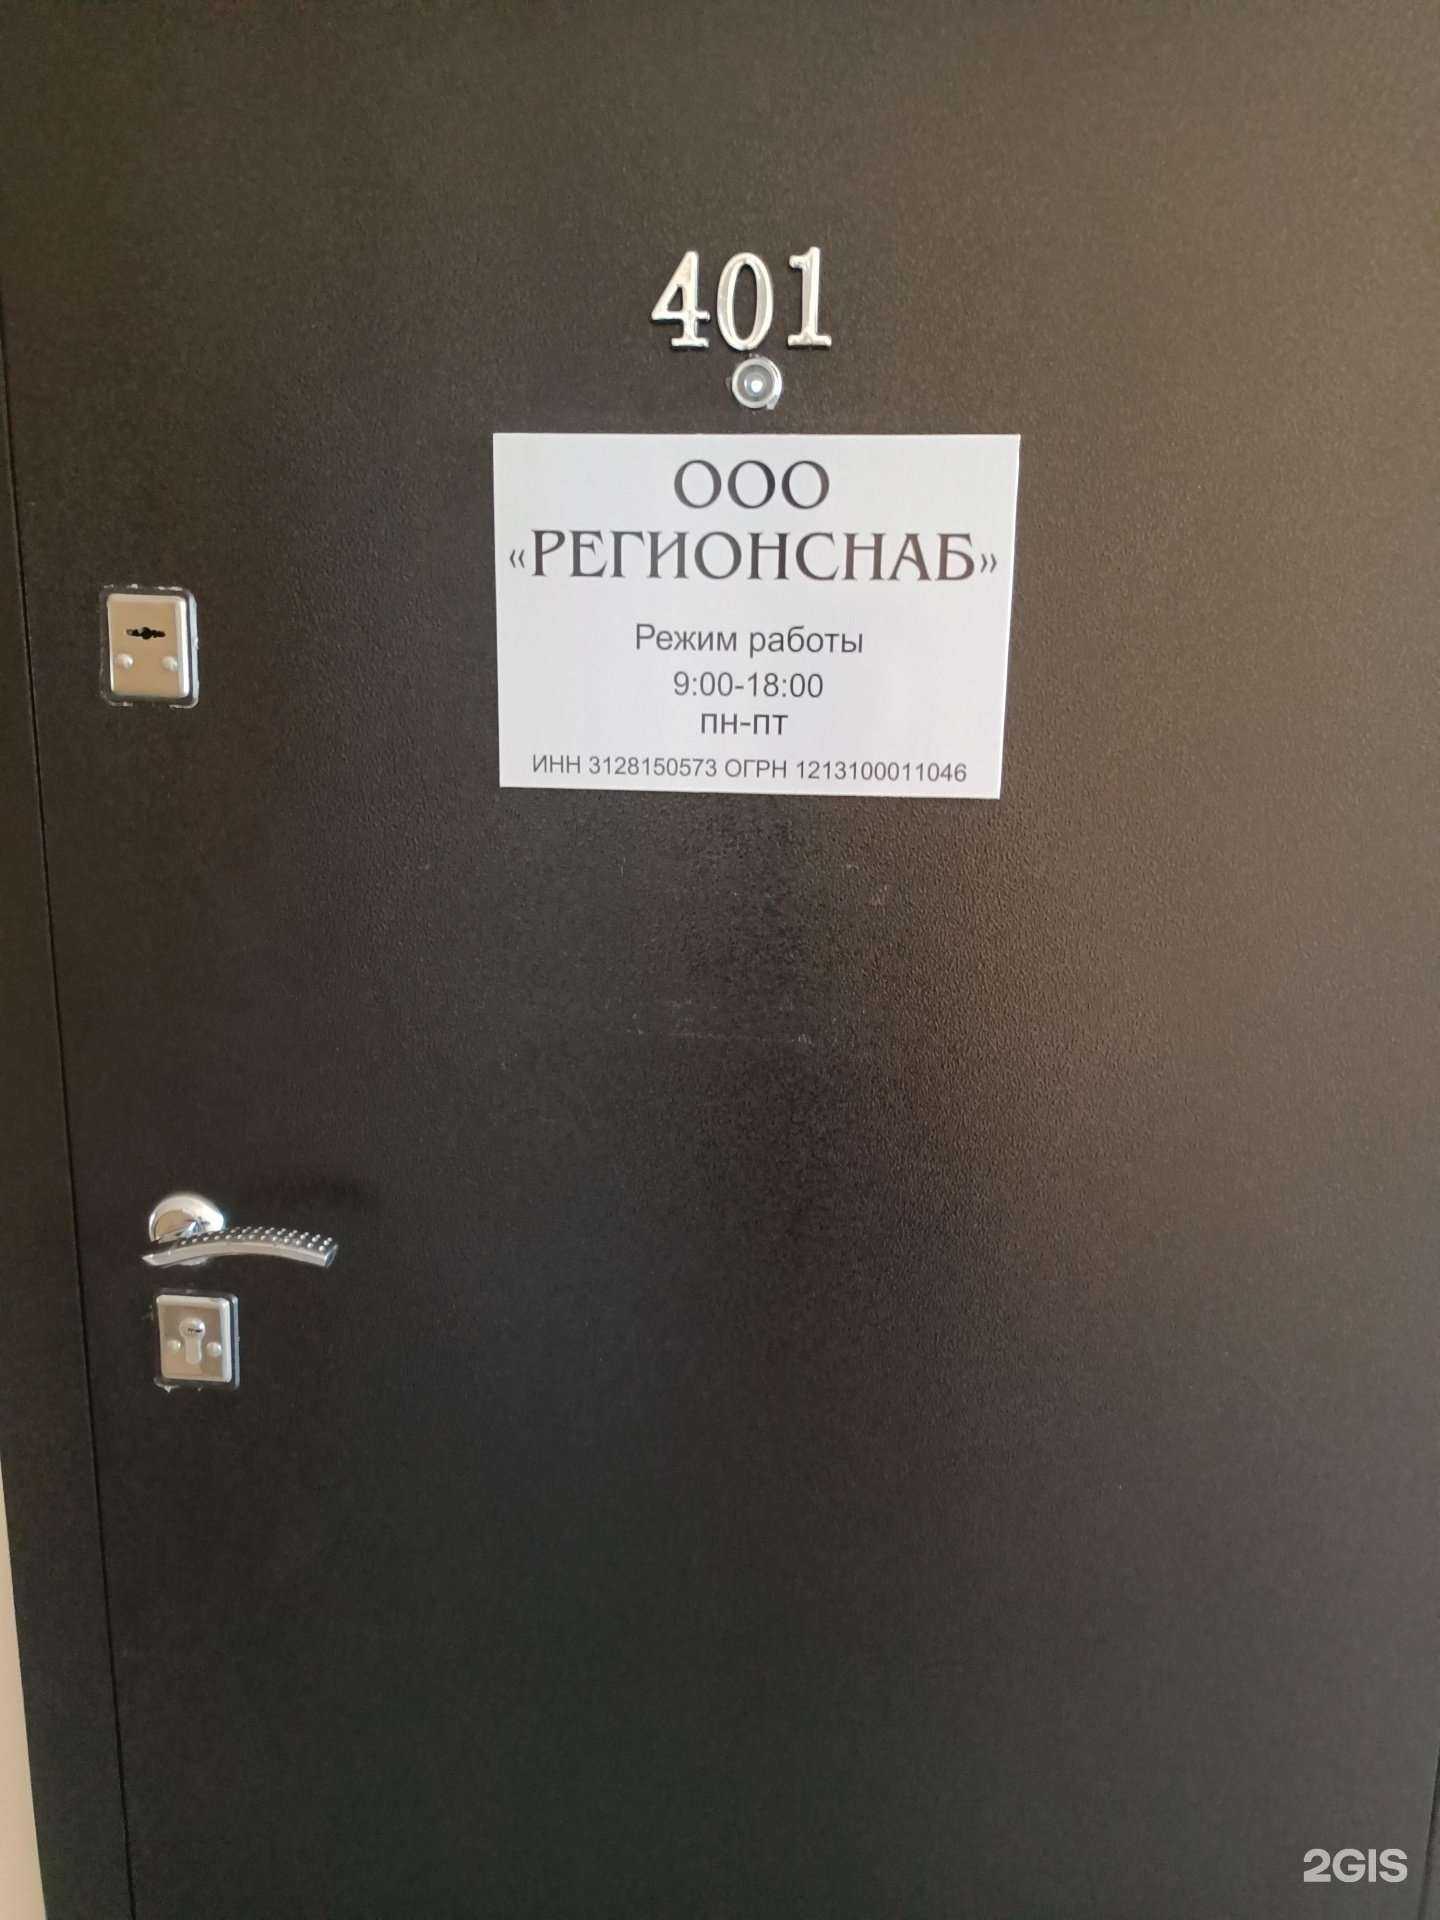 401
ООО
«РЕГИОНСНАБ»
Режим работы
9:00-18:00
пн-пт
ИНН 3128150573 ОГРН 1213100011046
2GIS